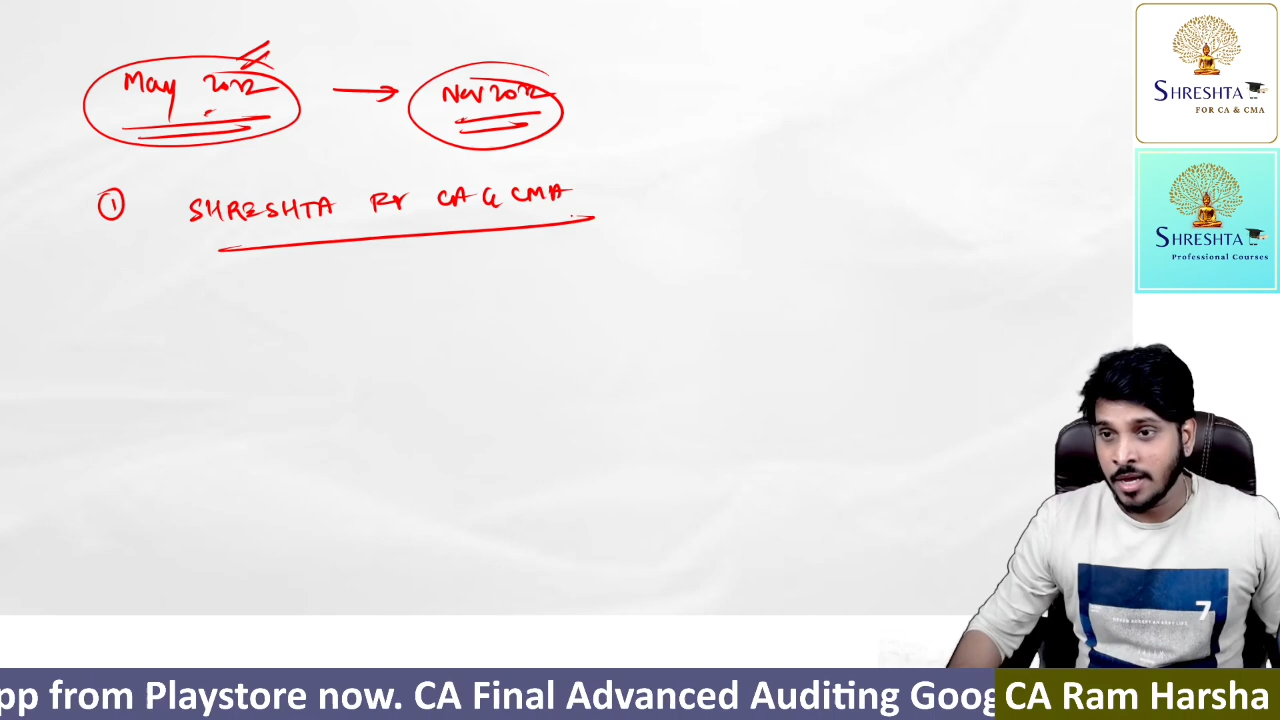 May 2022 → Nov 2022
① SHRESHTA For CA & CMA
SHRESHTA
FOR CA & CMA
SHRESHTA
Professional Courses
7
pp from Playstore now. CA Final Advanced Auditing Goog
CA Ram Harsha